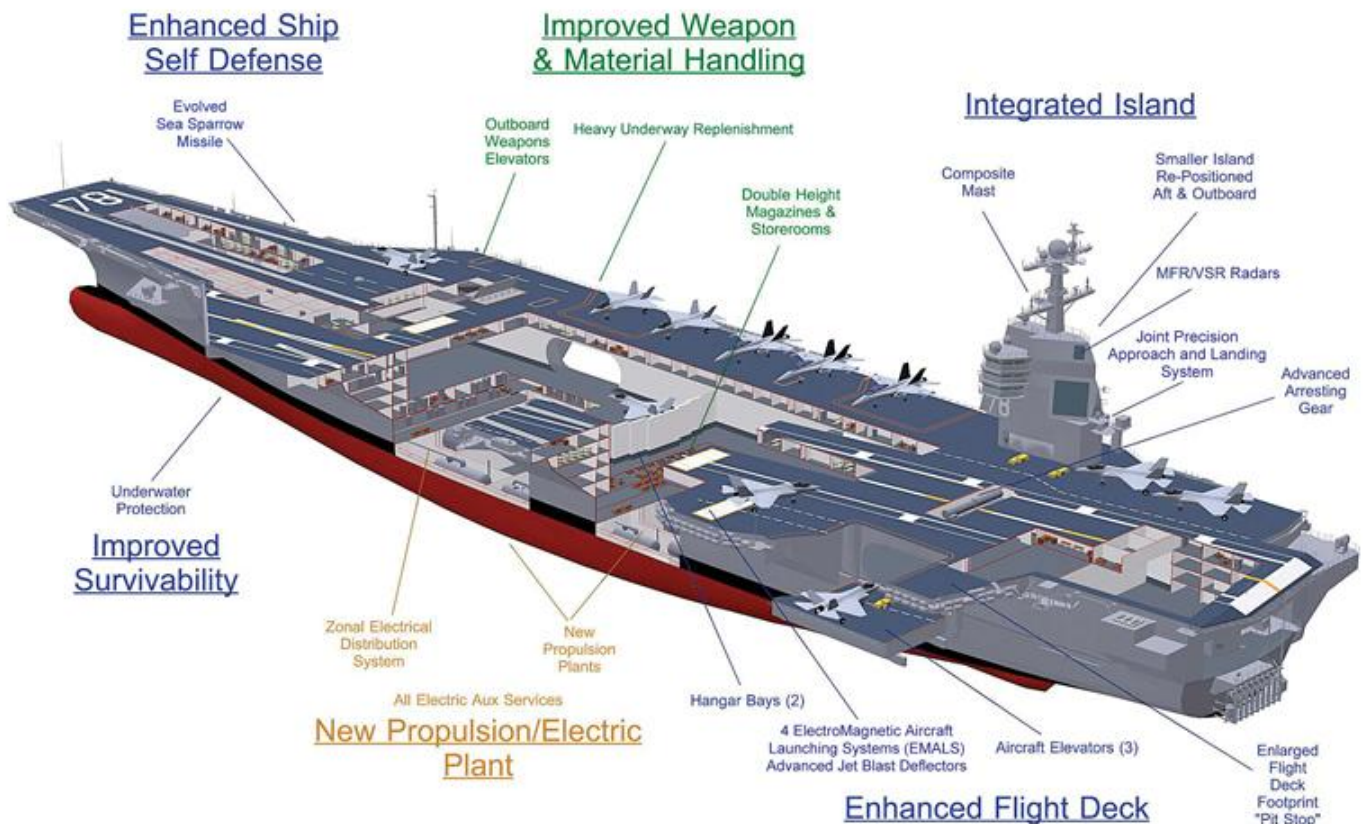 Enhanced Ship
Self Defense
Improved Weapon
& Material Handling
Integrated Island
Evolved
Sea Sparrow
Missile
Outboard
Weapons
Elevators
Heavy Underway Replenishment
Double Height
Magazines &
Storerooms
Composite
Mast
Smaller Island
Re-Positioned
Aft & Outboard
MFR/VSR Radars
Joint Precision
Approach and Landing
System
Advanced
Arresting
Gear
78
78
Underwater
Protection
Improved
Survivability
Zonal Electrical
Distribution
System
New
Propulsion
Plants
All Electric Aux Services
New Propulsion/Electric
Plant
Hangar Bays (2)
4 ElectroMagnetic Aircraft
Launching Systems (EMALS)
Advanced Jet Blast Deflectors
Aircraft Elevators (3)
Enlarged
Flight
Deck
Footprint
"Pit Stop"
Enhanced Flight Deck